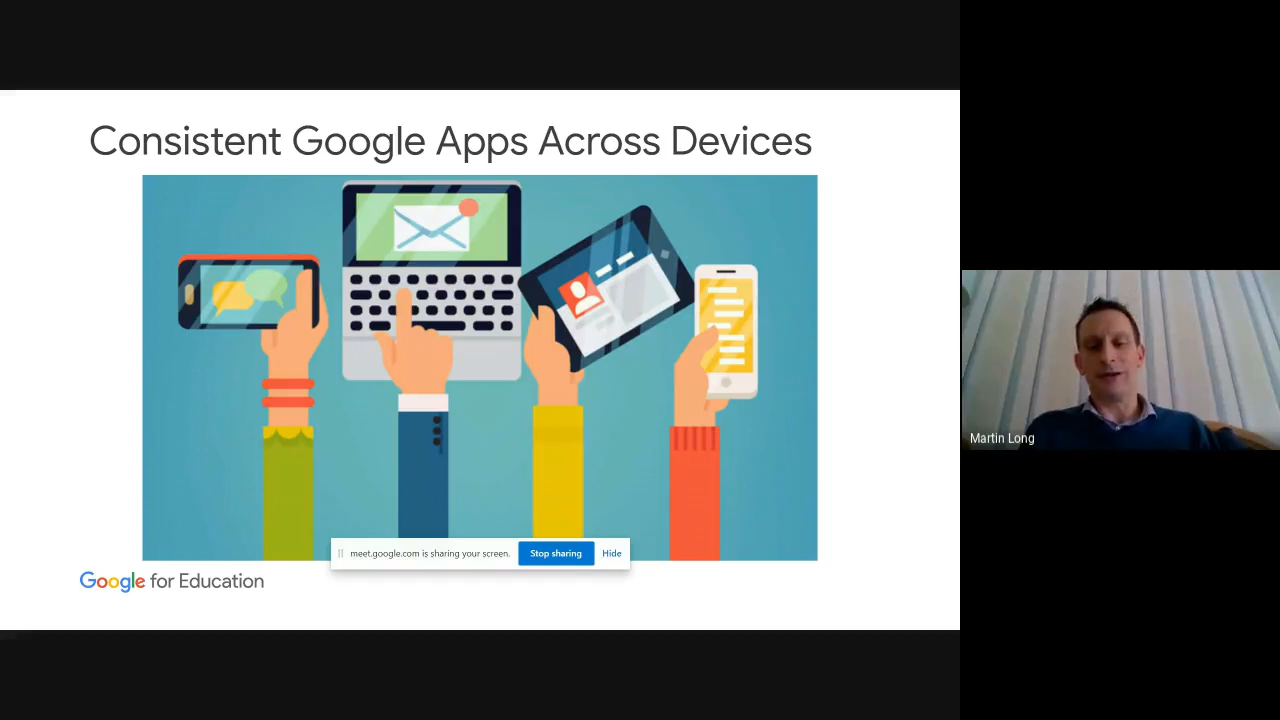 Consistent Google Apps Across Devices
meet.google.com is sharing your screen. Stop sharing Hide
Google for Education
Martin Long